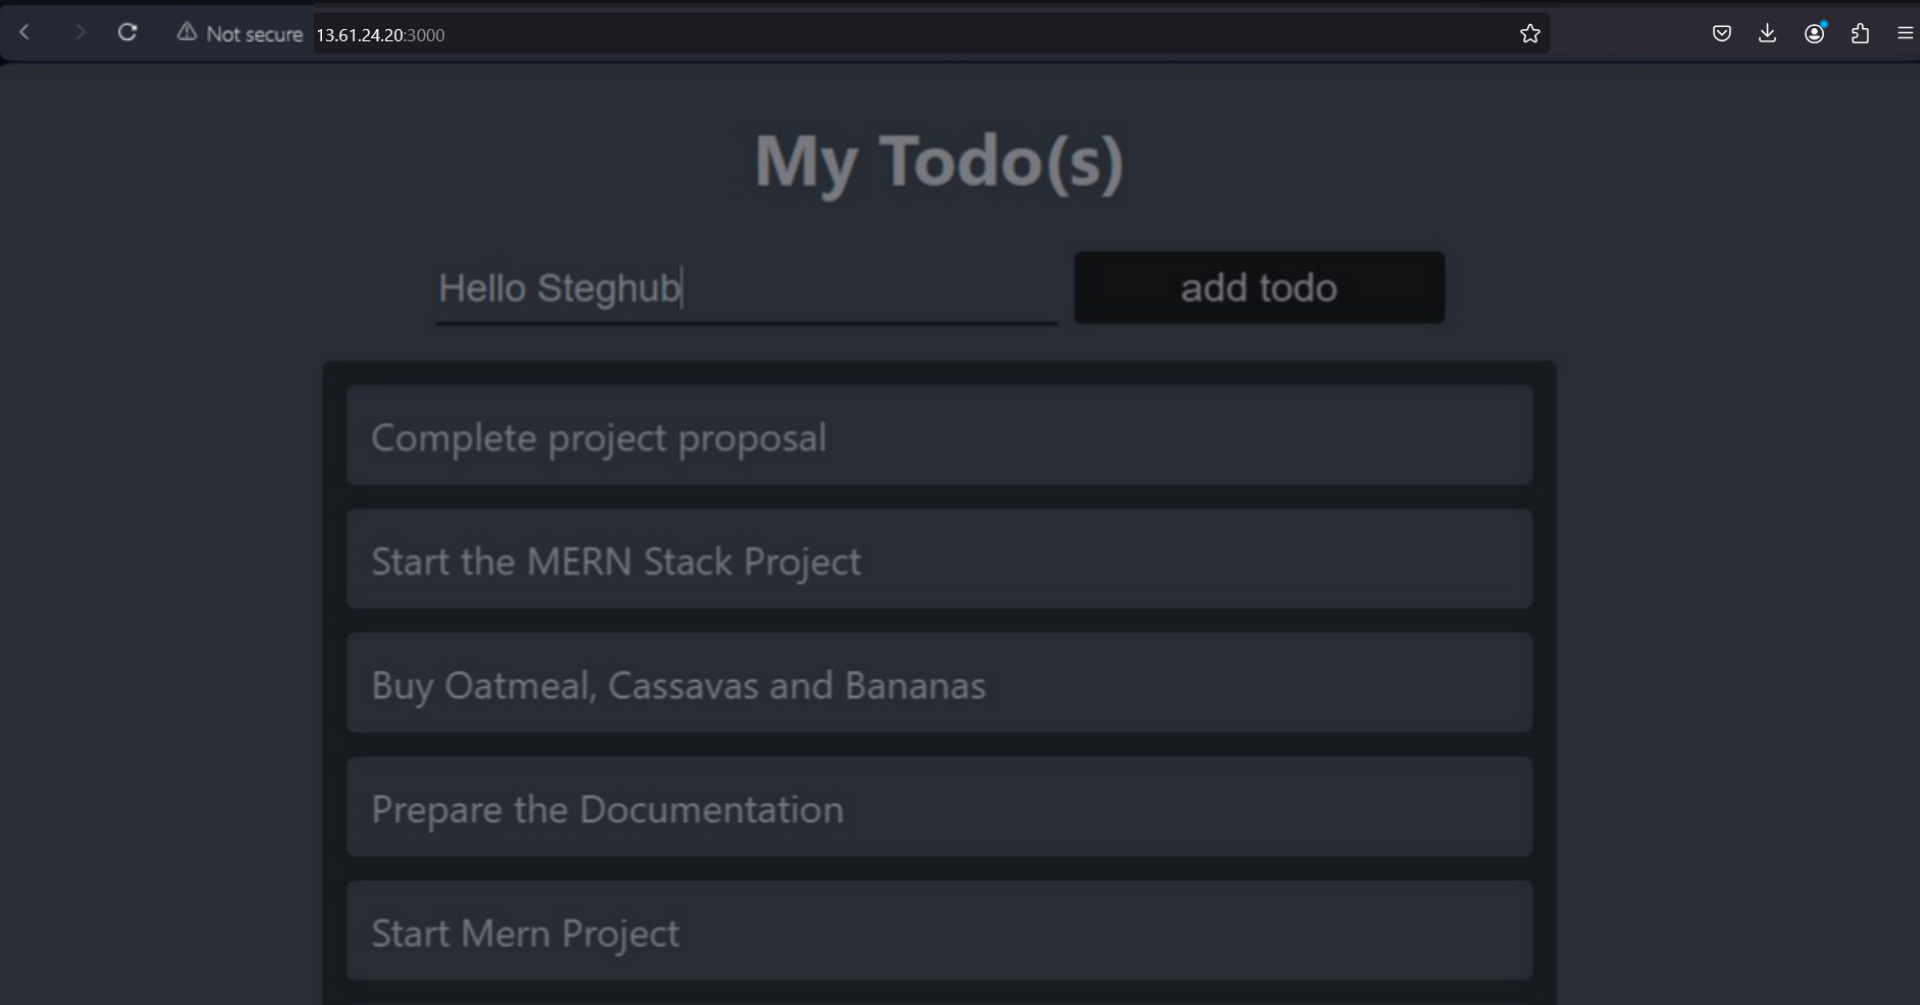 Not secure 13.61.24.20:3000
My Todo(s)
Hello Steghub add todo
Complete project proposal
Start the MERN Stack Project
Buy Oatmeal, Cassavas and Bananas
Prepare the Documentation
Start Mern Project